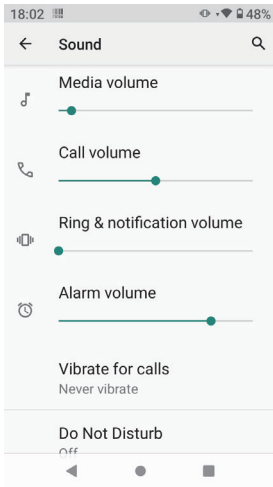 18:02 48%
Sound
Media volume
Call volume
Ring & notification volume
Alarm volume
Vibrate for calls
Never vibrate
Do Not Disturb
Off